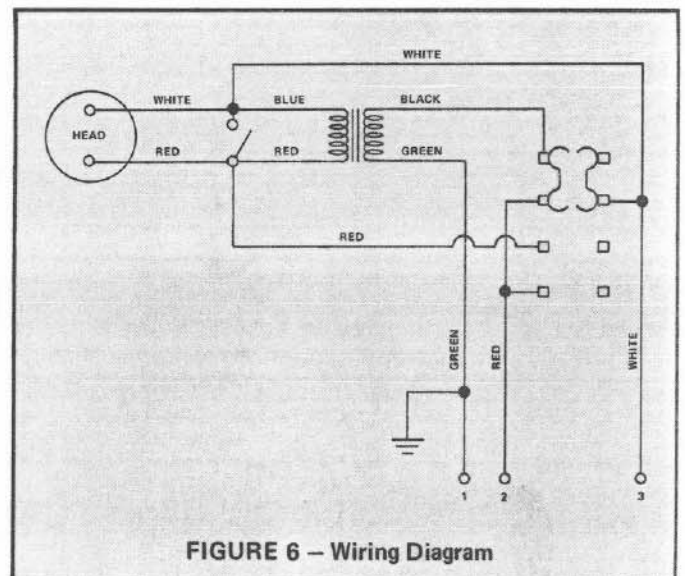 WHITE
WHITE BLUE BLACK
HEAD
RED RED GREEN
RED
GREEN RED WHITE
1 2 3
FIGURE 6 – Wiring Diagram